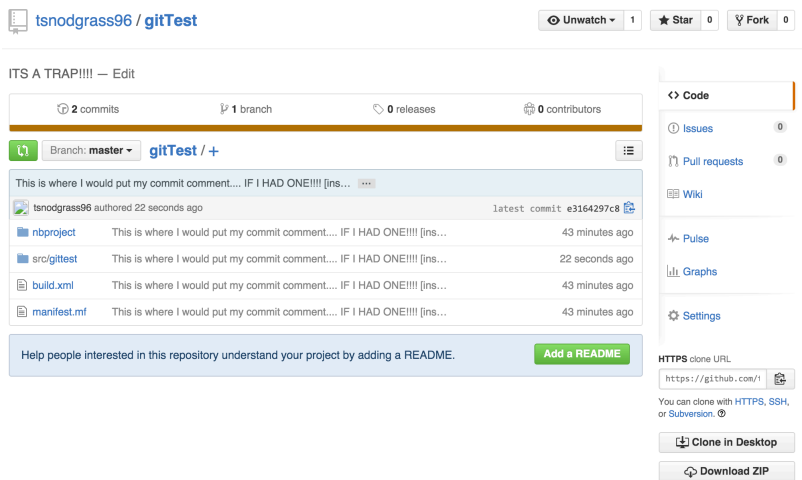 tsnodgrass96 / gitTest
Unwatch 1 Star 0 Fork 0
ITS A TRAP!!!! — Edit
2 commits 1 branch 0 releases 0 contributors
Branch: master gitTest / +
This is where I would put my commit comment.... IF I HAD ONE!!!! [ins… ...
tsnodgrass96 authored 22 seconds ago latest commit e3164297c8
nbproject This is where I would put my commit comment.... IF I HAD ONE!!!! [ins… 43 minutes ago
src/gittest This is where I would put my commit comment.... IF I HAD ONE!!!! [ins… 22 seconds ago
build.xml This is where I would put my commit comment.... IF I HAD ONE!!!! [ins… 43 minutes ago
manifest.mf This is where I would put my commit comment.... IF I HAD ONE!!!! [ins… 43 minutes ago
Help people interested in this repository understand your project by adding a README. Add a README
Code
Issues 0
Pull requests 0
Wiki
Pulse
Graphs
Settings
HTTPS clone URL
https://github.com/t
You can clone with HTTPS, SSH,
or Subversion.
Clone in Desktop
Download ZIP